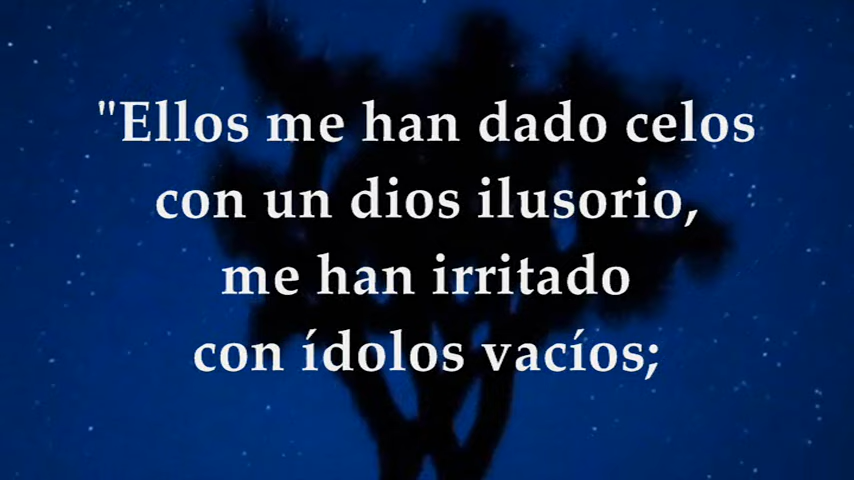 "Ellos me han dado celos
con un dios ilusorio,
me han irritado
con ídolos vacíos;